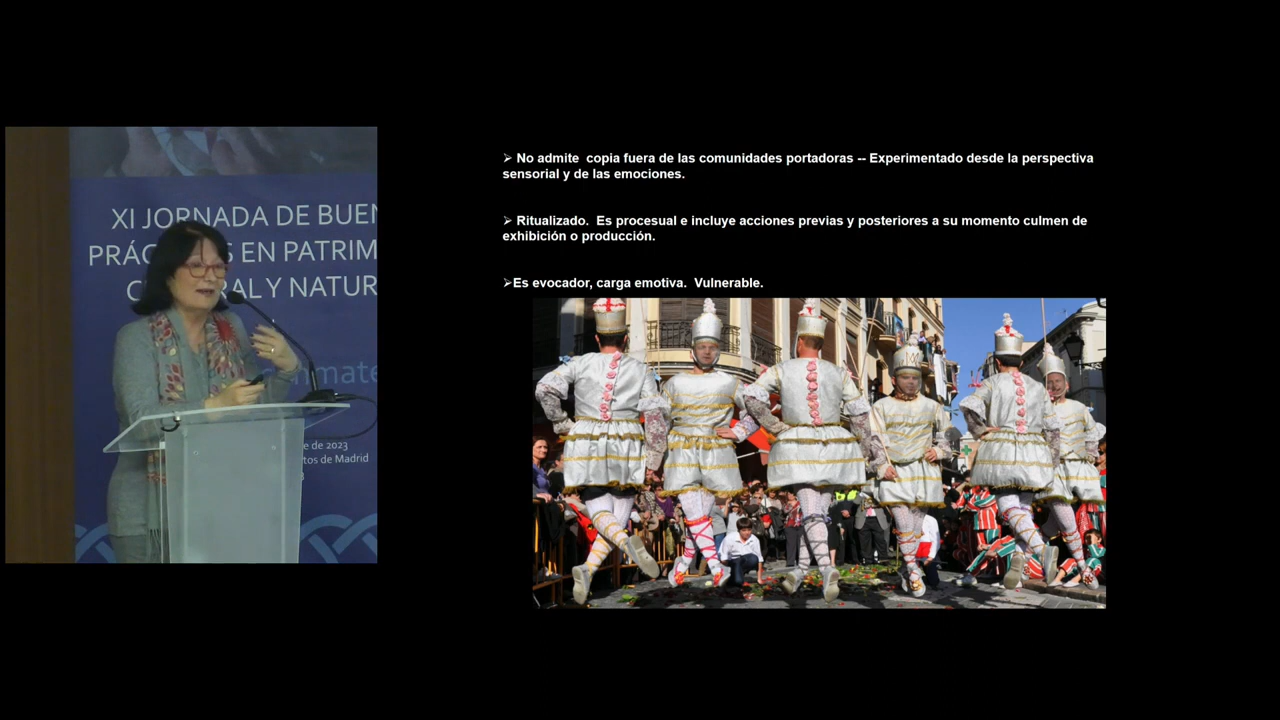 XI JORNADA DE BUEN
EN PATRIM
Y NATUR
e de 2023
tos de Madrid
➢ No admite copia fuera de las comunidades portadoras -- Experimentado desde la perspectiva
sensorial y de las emociones.
➢ Ritualizado. Es procesual e incluye acciones previas y posteriores a su momento culmen de
exhibición o producción.
➢Es evocador, carga emotiva. Vulnerable.